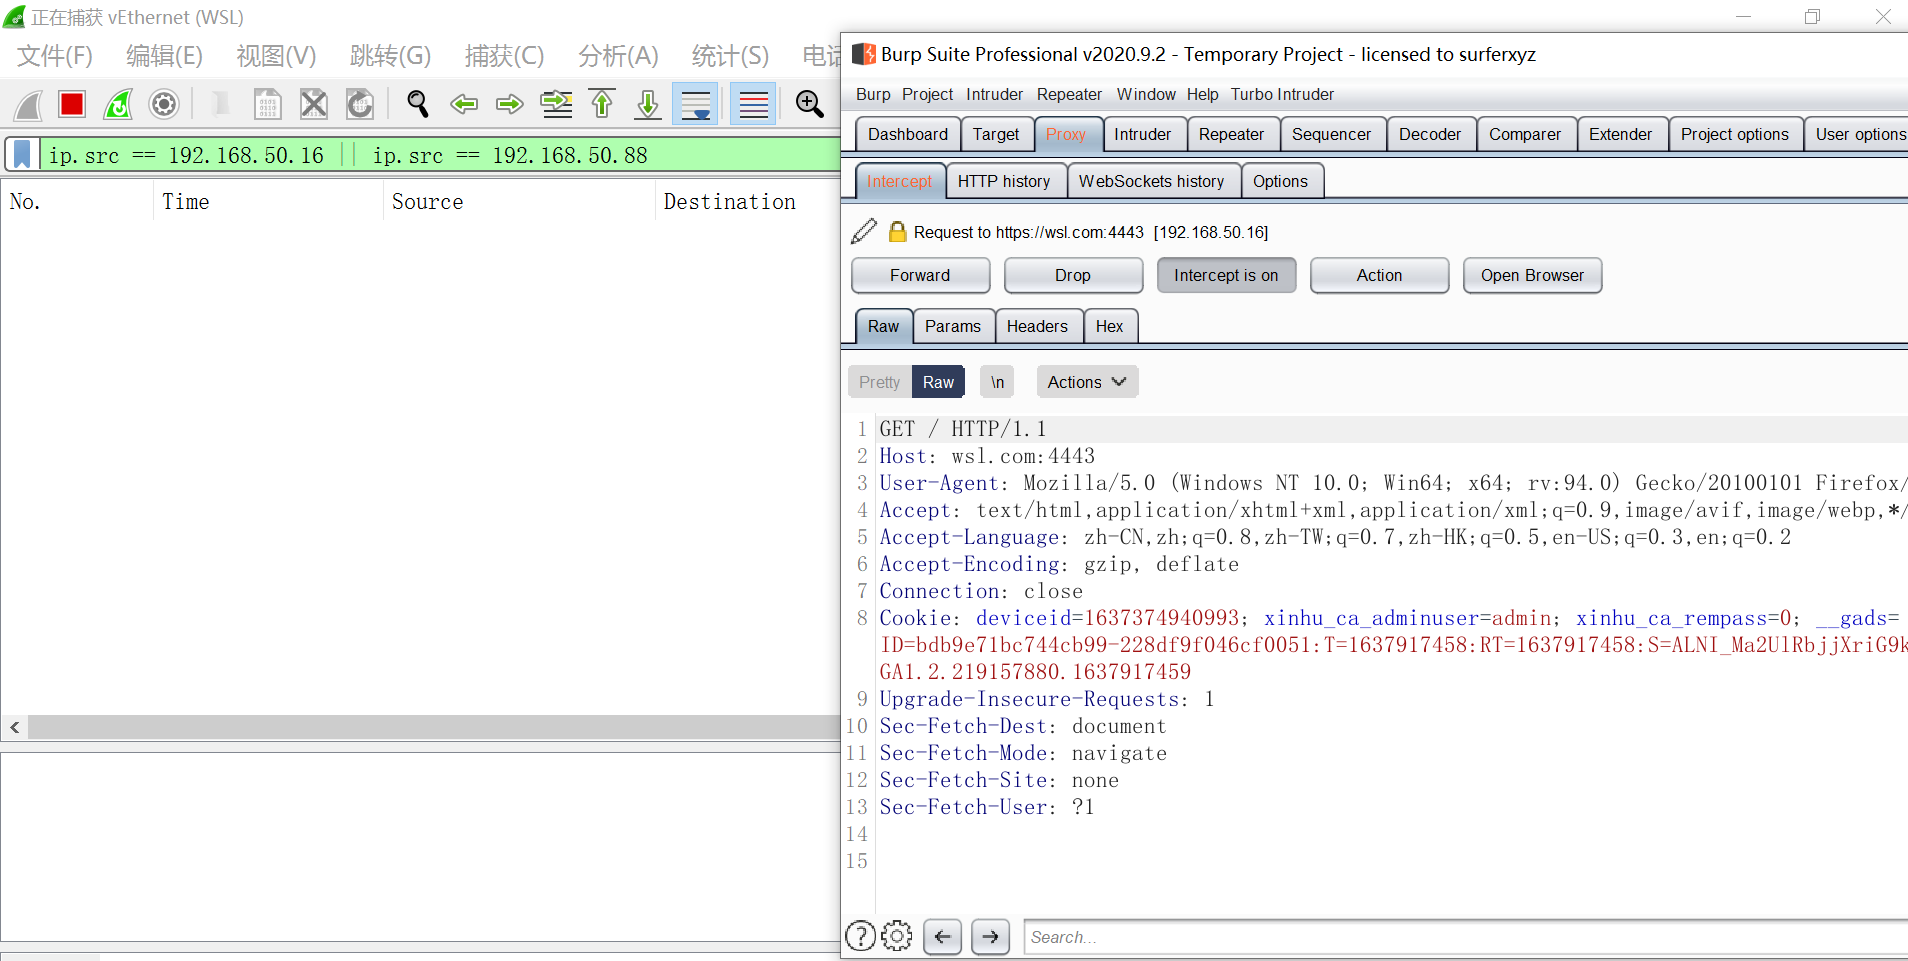 正在捕获 vEthernet (WSL)
文件(F) 编辑(E) 视图(V) 跳转(G) 捕获(C) 分析(A) 统计(S) 电话
ip.src == 192.168.50.16 || ip.src == 192.168.50.88
No. Time Source Destination
Burp Suite Professional v2020.9.2 - Temporary Project - licensed to surferxyz
Burp Project Intruder Repeater Window Help Turbo Intruder
Dashboard Target Proxy Intruder Repeater Sequencer Decoder Comparer Extender Project options User options
Intercept HTTP history WebSockets history Options
Request to https://wsl.com:4443 [192.168.50.16]
Forward Drop Intercept is on Action Open Browser
Raw Params Headers Hex
Pretty Raw \n Actions
1 GET / HTTP/1.1
2 Host: wsl.com:4443
3 User-Agent: Mozilla/5.0 (Windows NT 10.0; Win64; x64; rv:94.0) Gecko/20100101 Firefox/
4 Accept: text/html,application/xhtml+xml,application/xml;q=0.9,image/avif,image/webp,*/
5 Accept-Language: zh-CN,zh;q=0.8,zh-TW;q=0.7,zh-HK;q=0.5,en-US;q=0.3,en;q=0.2
6 Accept-Encoding: gzip, deflate
7 Connection: close
8 Cookie: deviceid=1637374940993; xinhu_ca_adminuser=admin; xinhu_ca_rempass=0; __gads=
ID=bdb9e71bc744cb99-228df9f046cf0051:T=1637917458:RT=1637917458:S=ALNI_Ma2UlRbjjXriG9k
GA1.2.219157880.1637917459
9 Upgrade-Insecure-Requests: 1
10 Sec-Fetch-Dest: document
11 Sec-Fetch-Mode: navigate
12 Sec-Fetch-Site: none
13 Sec-Fetch-User: ?1
14
15
Search...